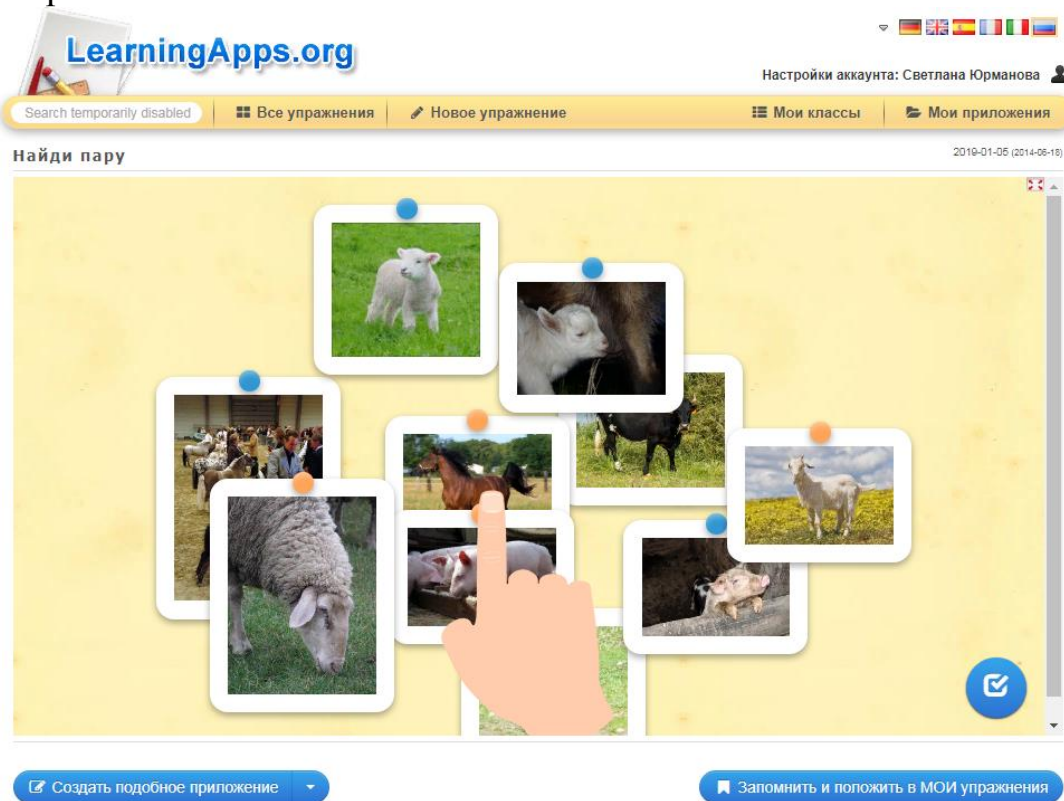 LearningApps.org
Настройки аккаунта: Светлана Юрманова
Search temporarily disabled
Все упражнения
Новое упражнение
Мои классы
Мои приложения
Найди пару
2019-01-05 (2014-06-18)
Создать подобное приложение
Запомнить и положить в МОИ упражнения